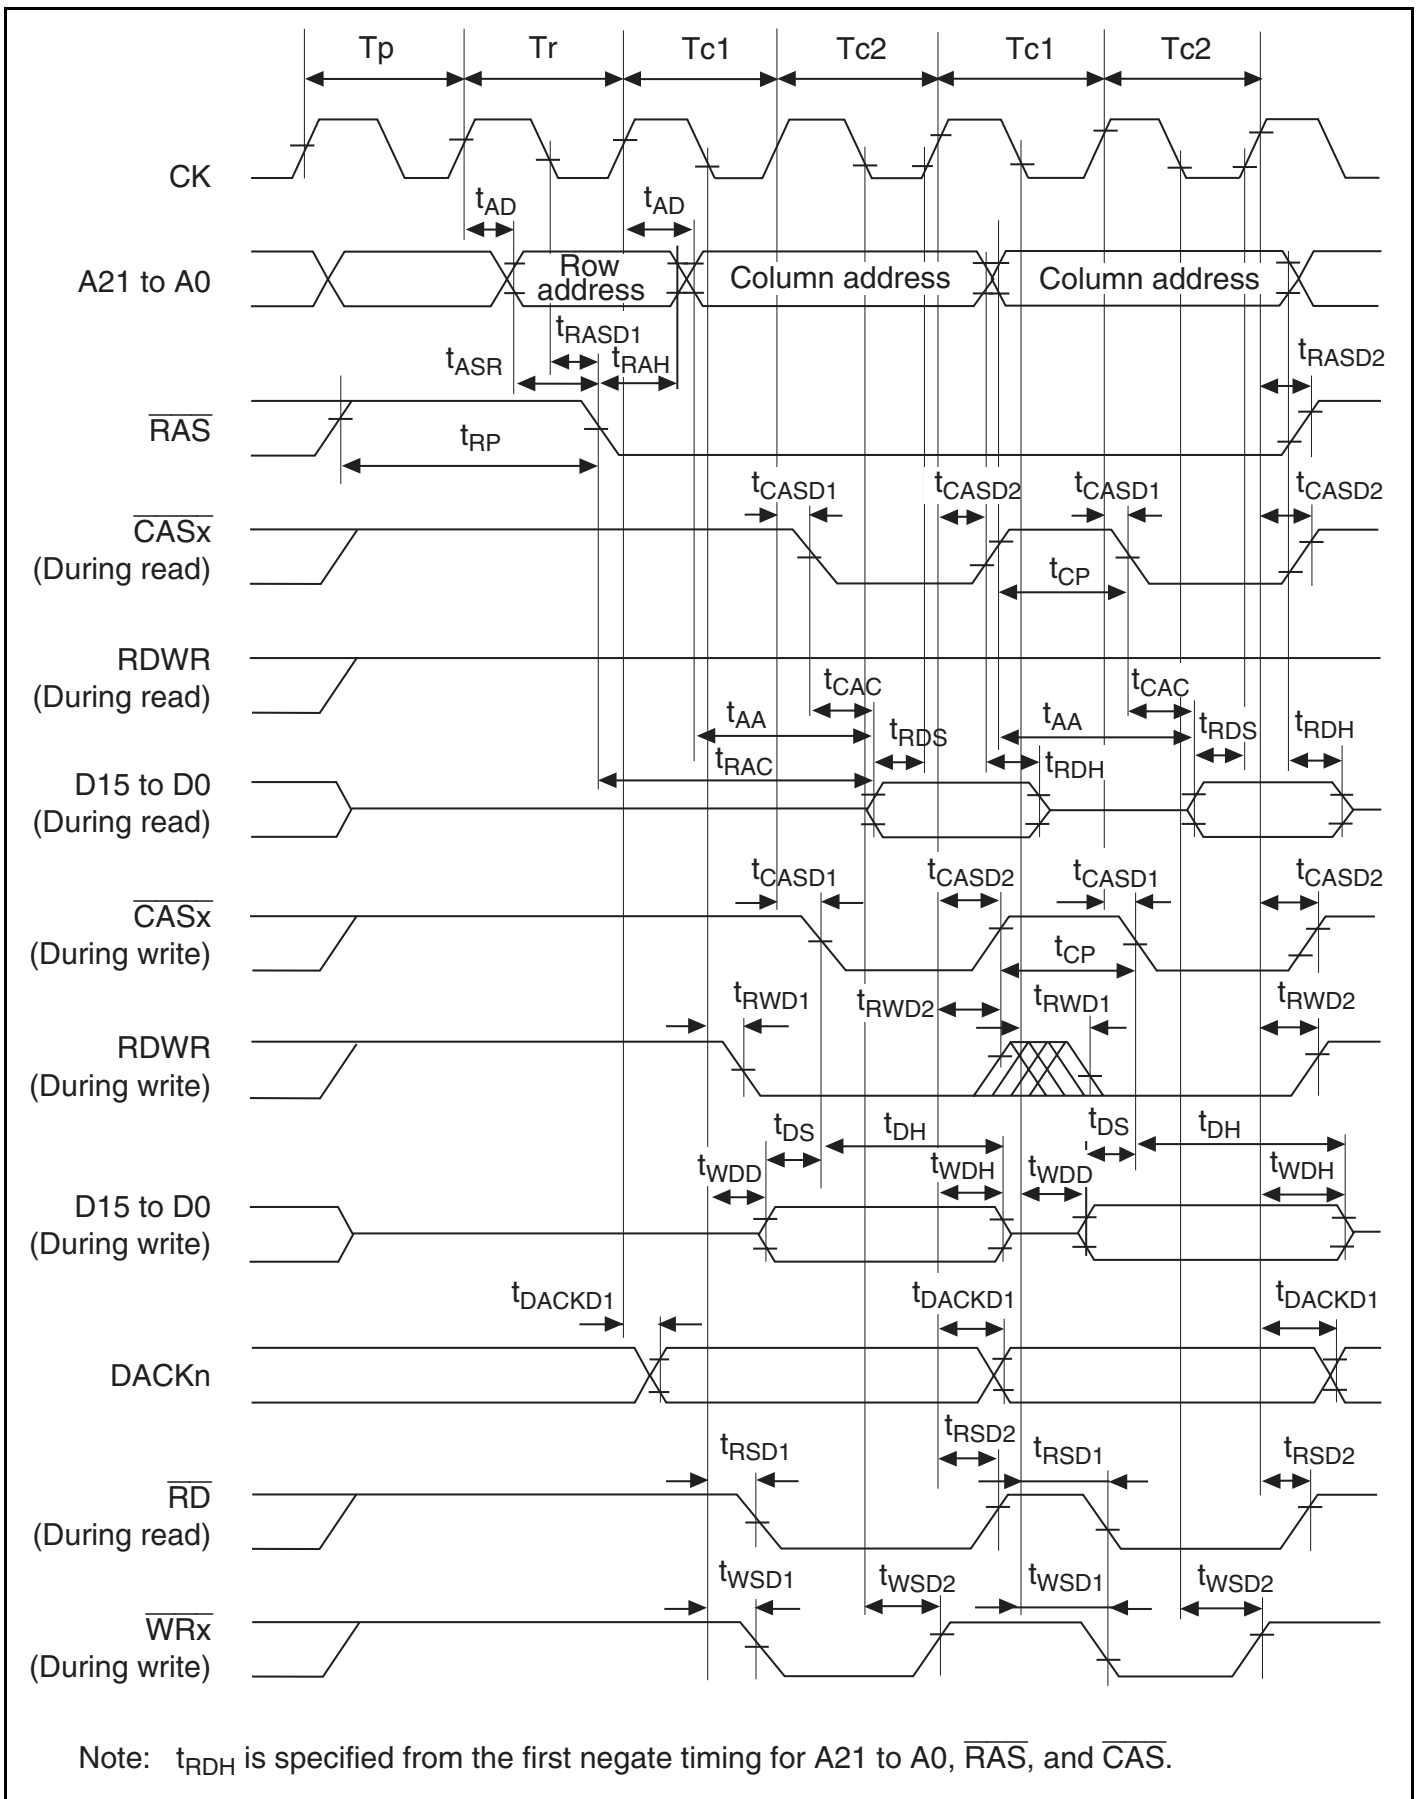 Tp Tr Tc1 Tc2 Tc1 Tc2
CK
tAD tAD
A21 to A0 Row address Column address Column address
tRASD1
tASR tRAH tRASD2
RAS
tRP
tCASD1 tCASD2 tCASD1 tCASD2
CASx
(During read)
tCP
RDWR
(During read)
tCAC tCAC
tAA tRDS tAA tRDS tRDH
tRAC tRDH
D15 to D0
(During read)
tCASD1 tCASD2 tCASD1 tCASD2
CASx
(During write)
tCP
tRWD1 tRWD2 tRWD1 tRWD2
RDWR
(During write)
tDS tDH tDS tDH
tWDD tWDH tWDD tWDH
D15 to D0
(During write)
tDACKD1 tDACKD1 tDACKD1
DACKn
tRSD1 tRSD2 tRSD1 tRSD2
RD
(During read)
tWSD1 tWSD2 tWSD1 tWSD2
WRx
(During write)
Note: tRDH is specified from the first negate timing for A21 to A0, RAS, and CAS.